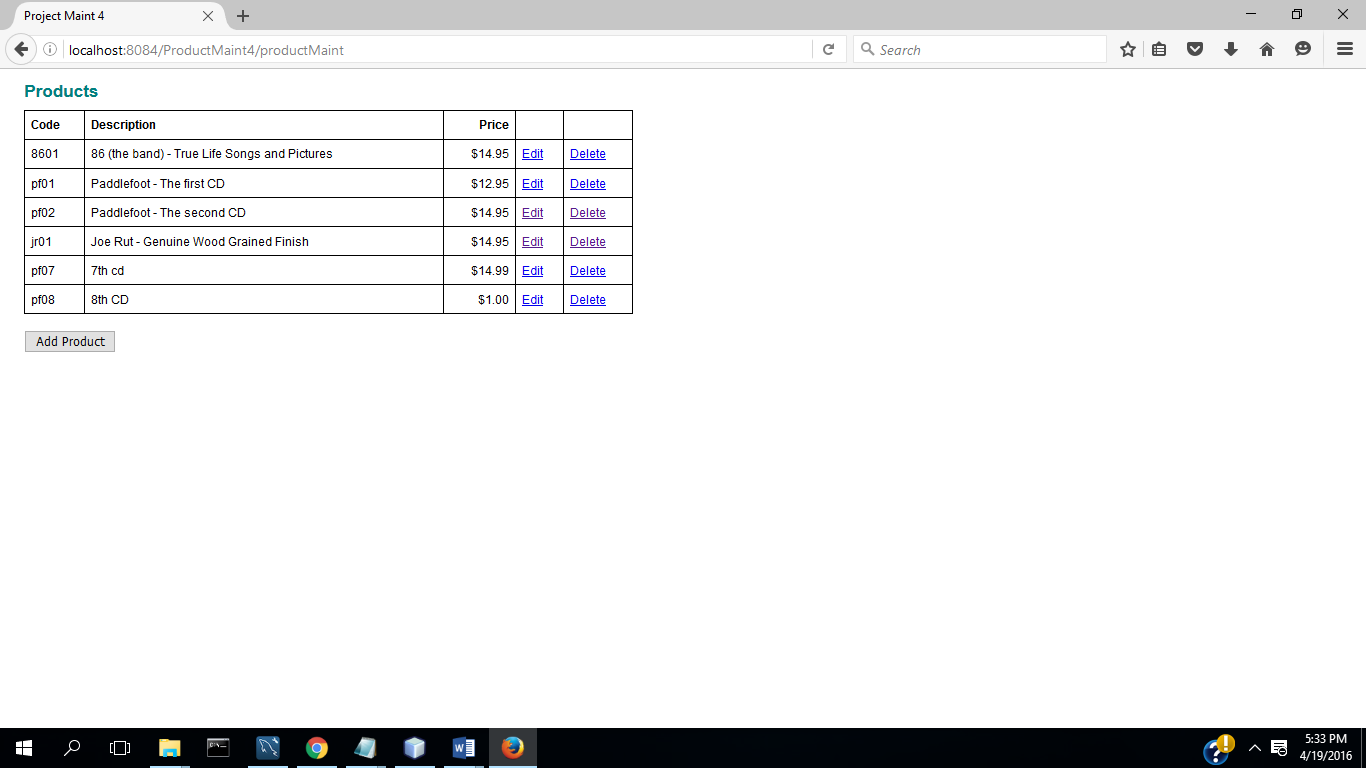 Project Maint 4
localhost:8084/ProductMaint4/productMaint
Search
Products
Code Description Price
8601 86 (the band) - True Life Songs and Pictures $14.95 Edit Delete
pf01 Paddlefoot - The first CD $12.95 Edit Delete
pf02 Paddlefoot - The second CD $14.95 Edit Delete
jr01 Joe Rut - Genuine Wood Grained Finish $14.95 Edit Delete
pf07 7th cd $14.99 Edit Delete
pf08 8th CD $1.00 Edit Delete
Add Product
5:33 PM
4/19/2016